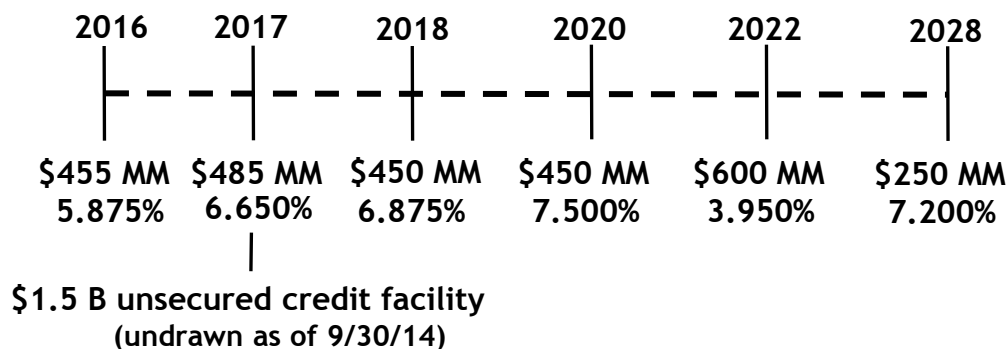 2016 2017 2018 2020 2022 2028
$455 MM $485 MM $450 MM $450 MM $600 MM $250 MM
5.875% 6.650% 6.875% 7.500% 3.950% 7.200%
$1.5 B unsecured credit facility
(undrawn as of 9/30/14)